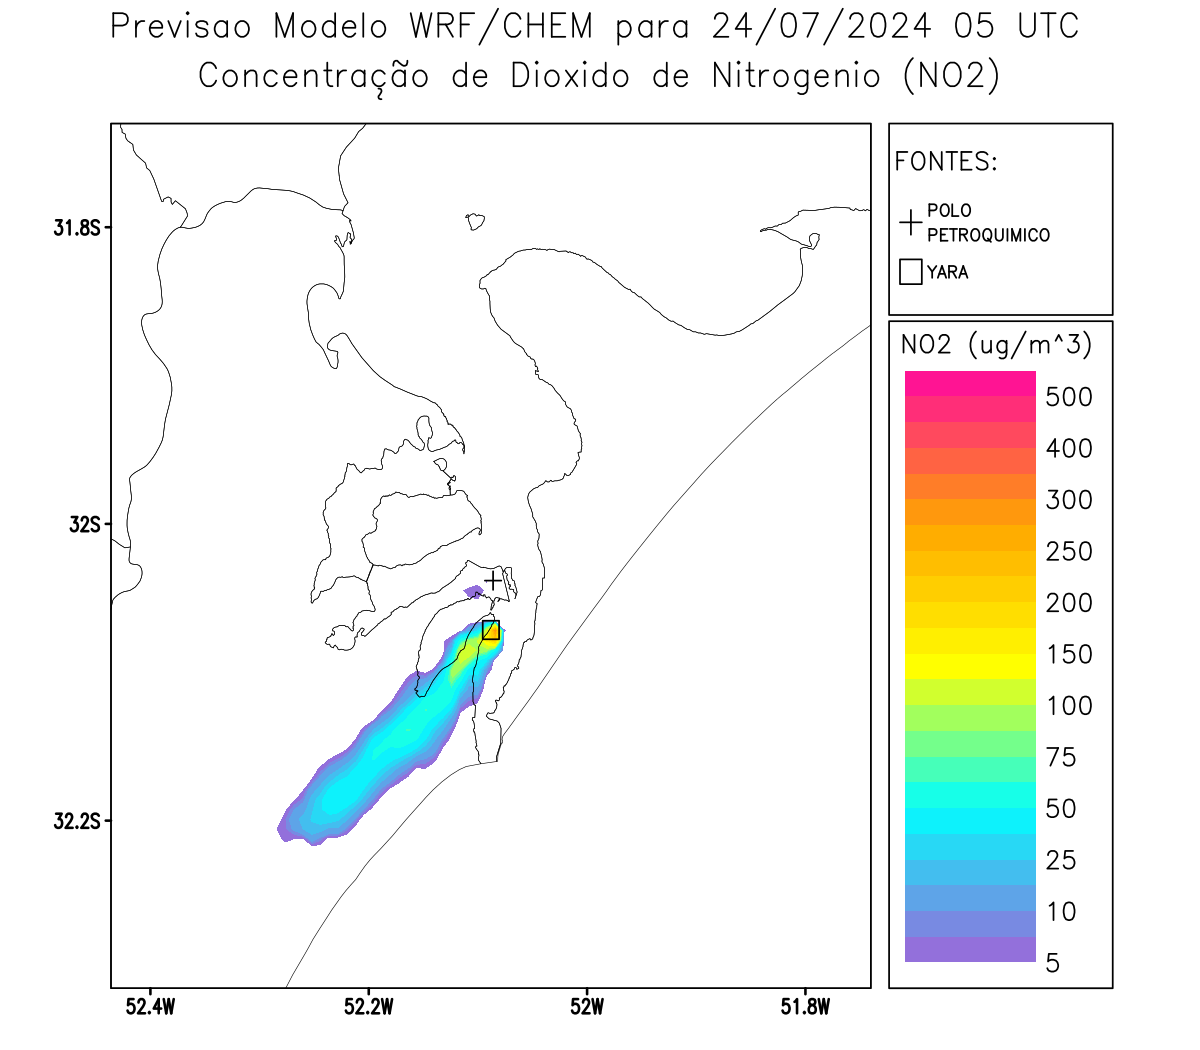 Previsao Modelo WRF/CHEM para 24/07/2024 05 UTC
Concentração de Dioxido de Nitrogenio (NO2)
FONTES:
POLO
PETROQUIMICO
YARA
31.8S
32S
32.2S
52.4W
52.2W
52W
51.8W
NO2 (ug/m^3)
500
400
300
250
200
150
100
75
50
25
10
5